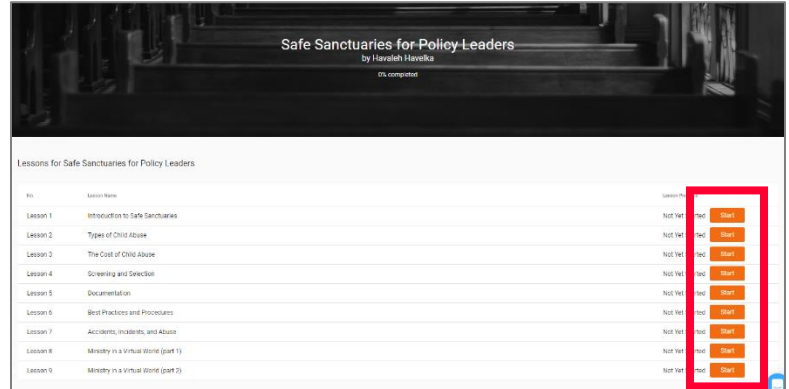 Safe Sanctuaries for Policy Leaders
by Havaleh Havelka
0% completed
Lessons for Safe Sanctuaries for Policy Leaders
Lesson Name
Lesson 1 Introduction to Safe Sanctuaries Not Yet Start
Lesson 2 Types of Child Abuse Not Yet Start
Lesson 3 The Cost of Child Abuse Not Yet Start
Lesson 4 Screening and Selection Not Yet Start
Lesson 5 Documentation Not Yet Start
Lesson 6 Best Practices and Procedures Not Yet Start
Lesson 7 Accidents, Incidents, and Abuse Not Yet Start
Lesson 8 Ministry in a Virtual World (part 1) Not Yet Start
Lesson 9 Ministry in a Virtual World (part 2) Not Yet Start